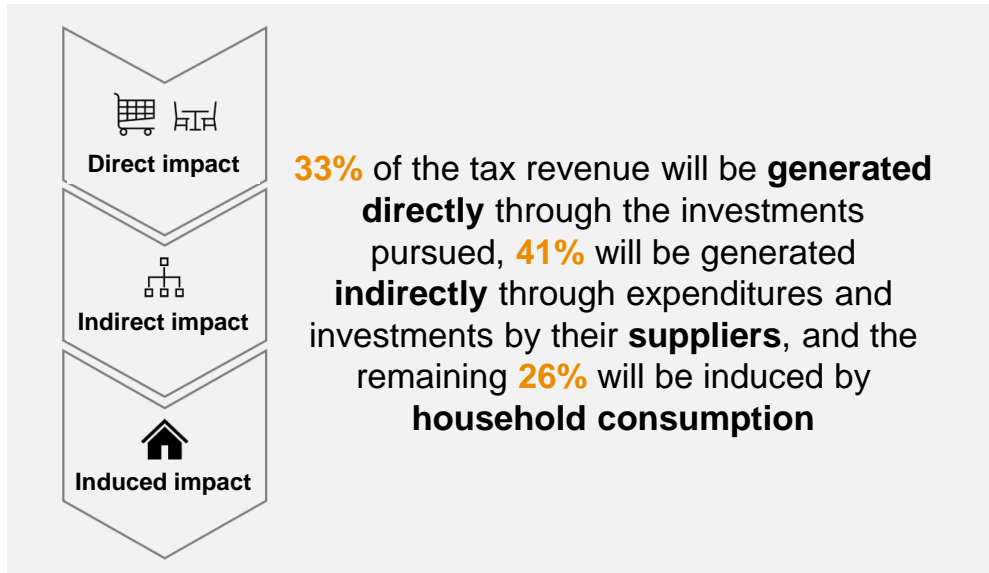 Direct impact
Indirect impact
Induced impact
33% of the tax revenue will be generated
directly through the investments
pursued, 41% will be generated
indirectly through expenditures and
investments by their suppliers, and the
remaining 26% will be induced by
household consumption